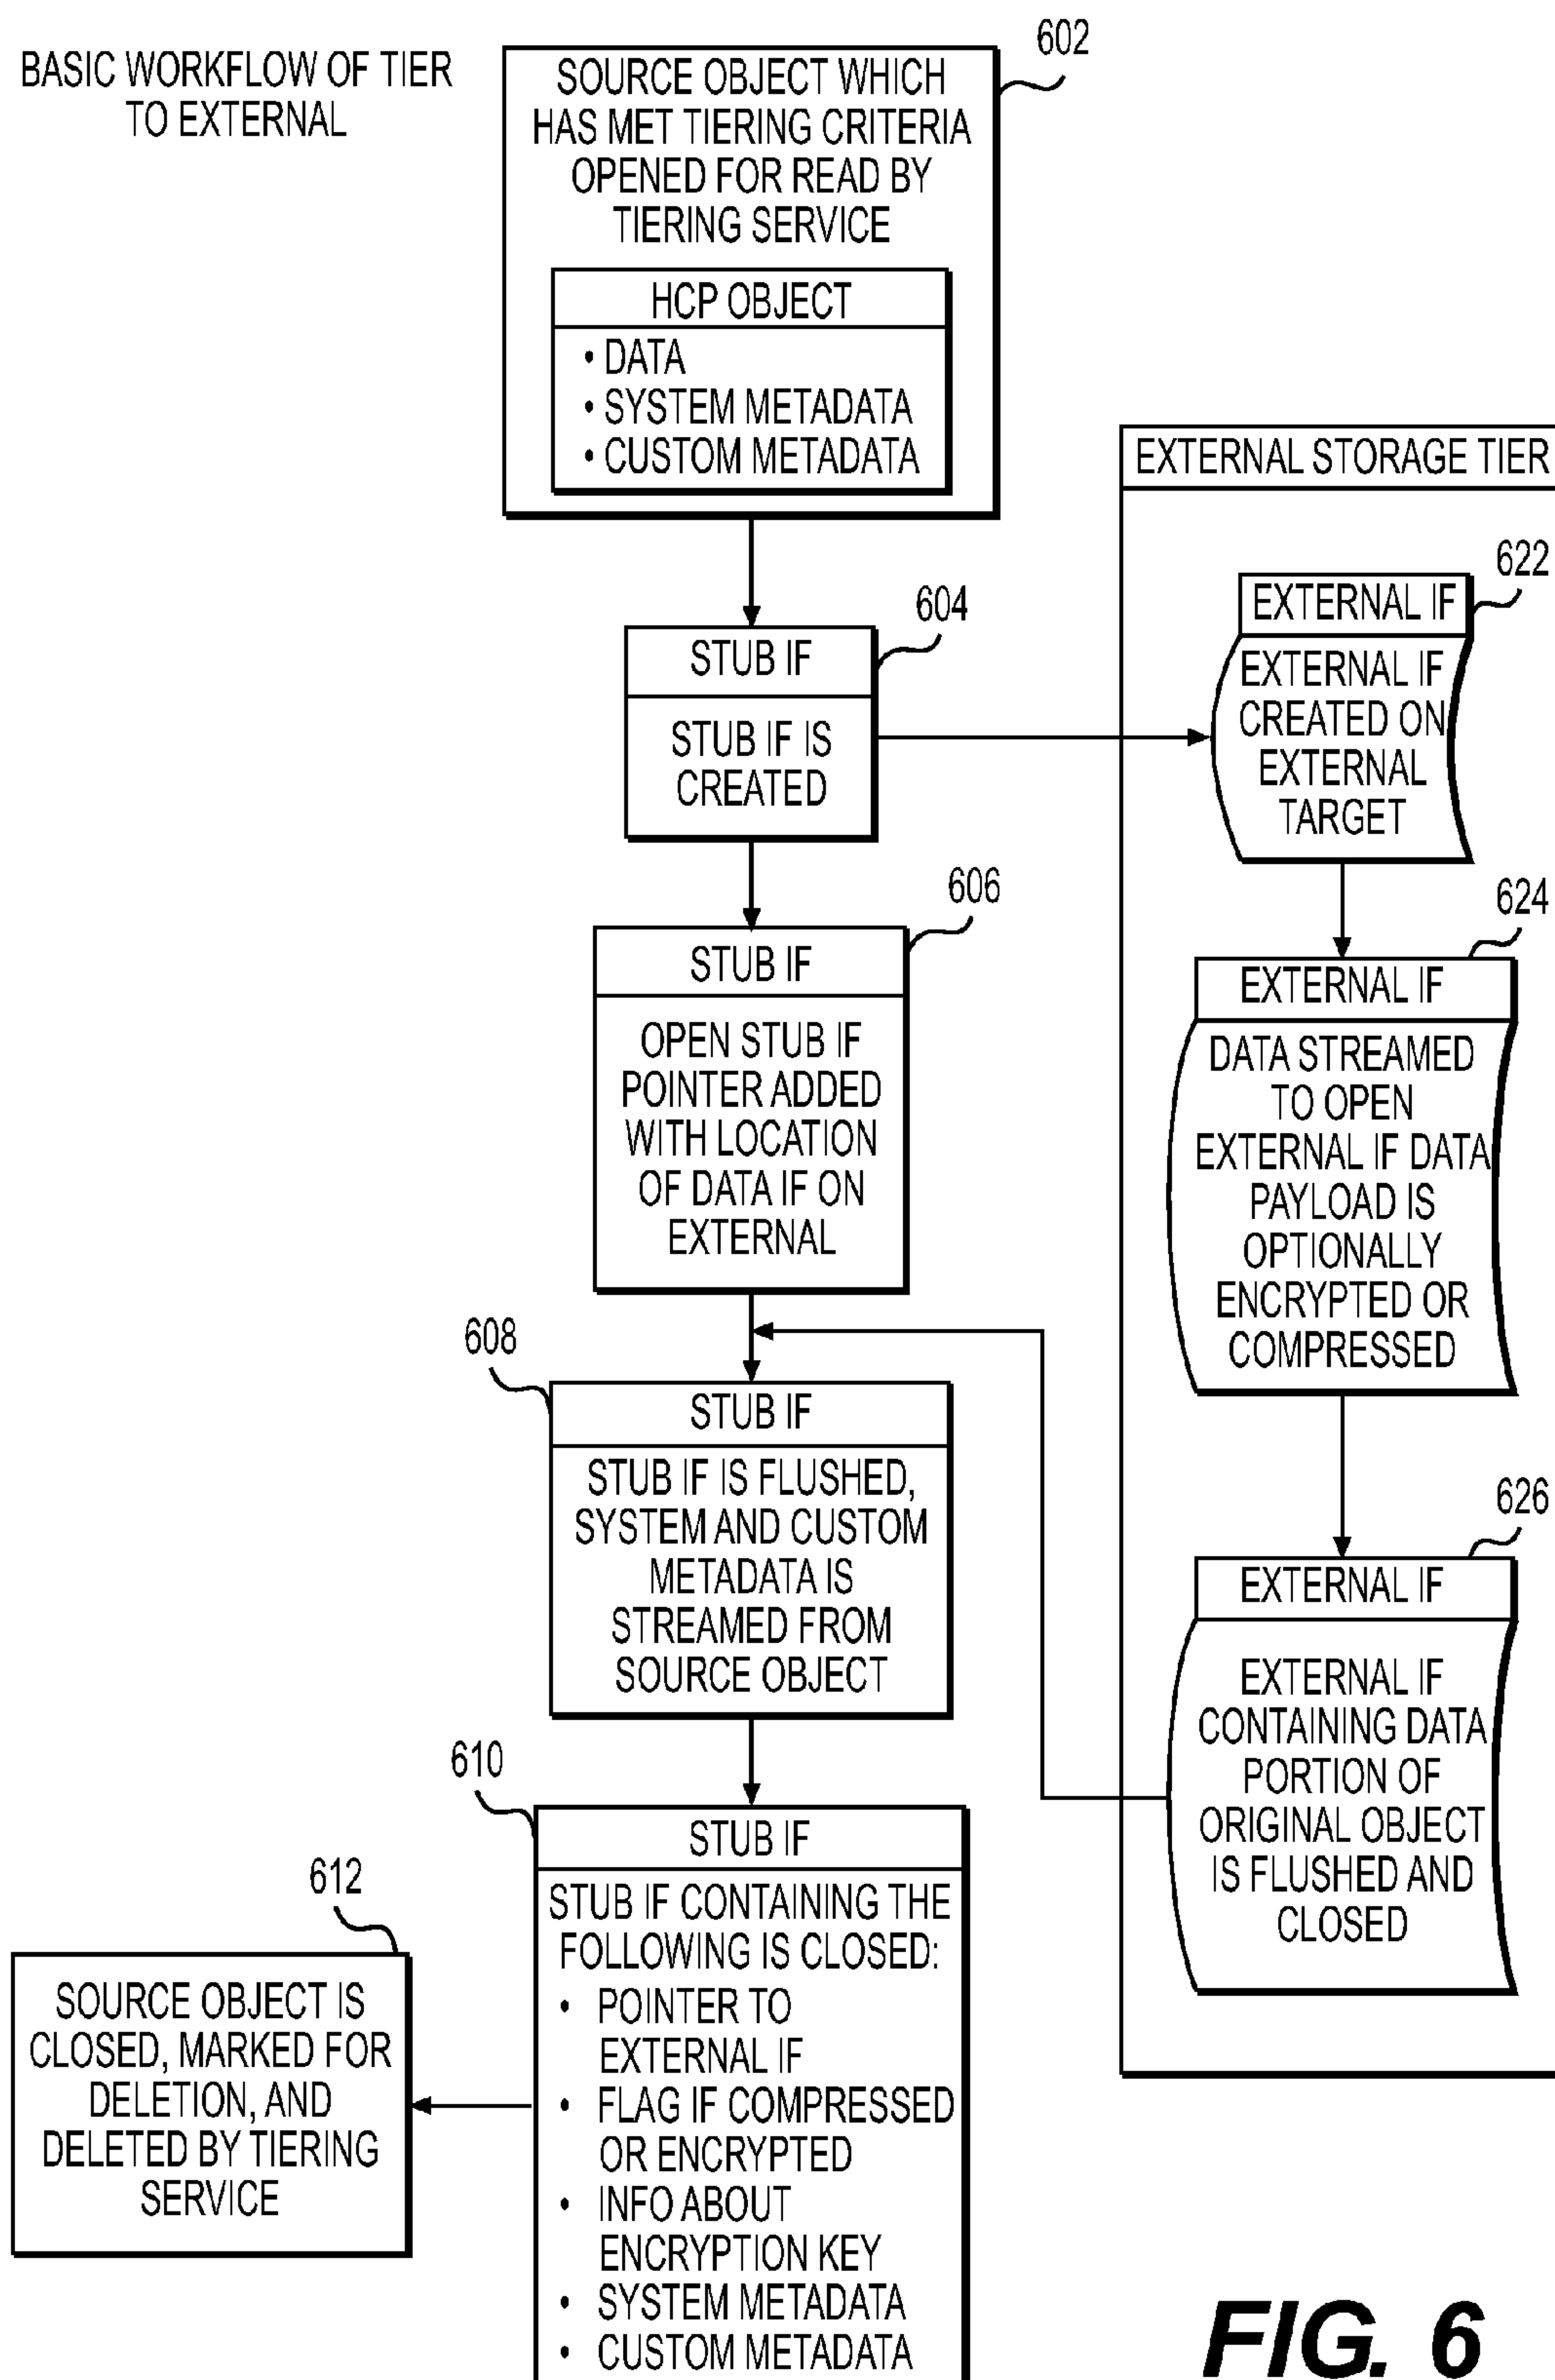 BASIC WORKFLOW OF TIER
TO EXTERNAL
602
SOURCE OBJECT WHICH
HAS MET TIERING CRITERIA
OPENED FOR READ BY
TIERING SERVICE
HCP OBJECT
• DATA
• SYSTEM METADATA
• CUSTOM METADATA
604
STUB IF
STUB IF IS
CREATED
606
STUB IF
OPEN STUB IF
POINTER ADDED
WITH LOCATION
OF DATA IF ON
EXTERNAL
608
STUB IF
STUB IF IS FLUSHED,
SYSTEM AND CUSTOM
METADATA IS
STREAMED FROM
SOURCE OBJECT
610
STUB IF
STUB IF CONTAINING THE
FOLLOWING IS CLOSED:
• POINTER TO
EXTERNAL IF
• FLAG IF COMPRESSED
OR ENCRYPTED
• INFO ABOUT
ENCRYPTION KEY
• SYSTEM METADATA
• CUSTOM METADATA
612
SOURCE OBJECT IS
CLOSED, MARKED FOR
DELETION, AND
DELETED BY TIERING
SERVICE
EXTERNAL STORAGE TIER
622
EXTERNAL IF
EXTERNAL IF
CREATED ON
EXTERNAL
TARGET
624
EXTERNAL IF
DATA STREAMED
TO OPEN
EXTERNAL IF DATA
PAYLOAD IS
OPTIONALLY
ENCRYPTED OR
COMPRESSED
626
EXTERNAL IF
EXTERNAL IF
CONTAINING DATA
PORTION OF
ORIGINAL OBJECT
IS FLUSHED AND
CLOSED
FIG. 6